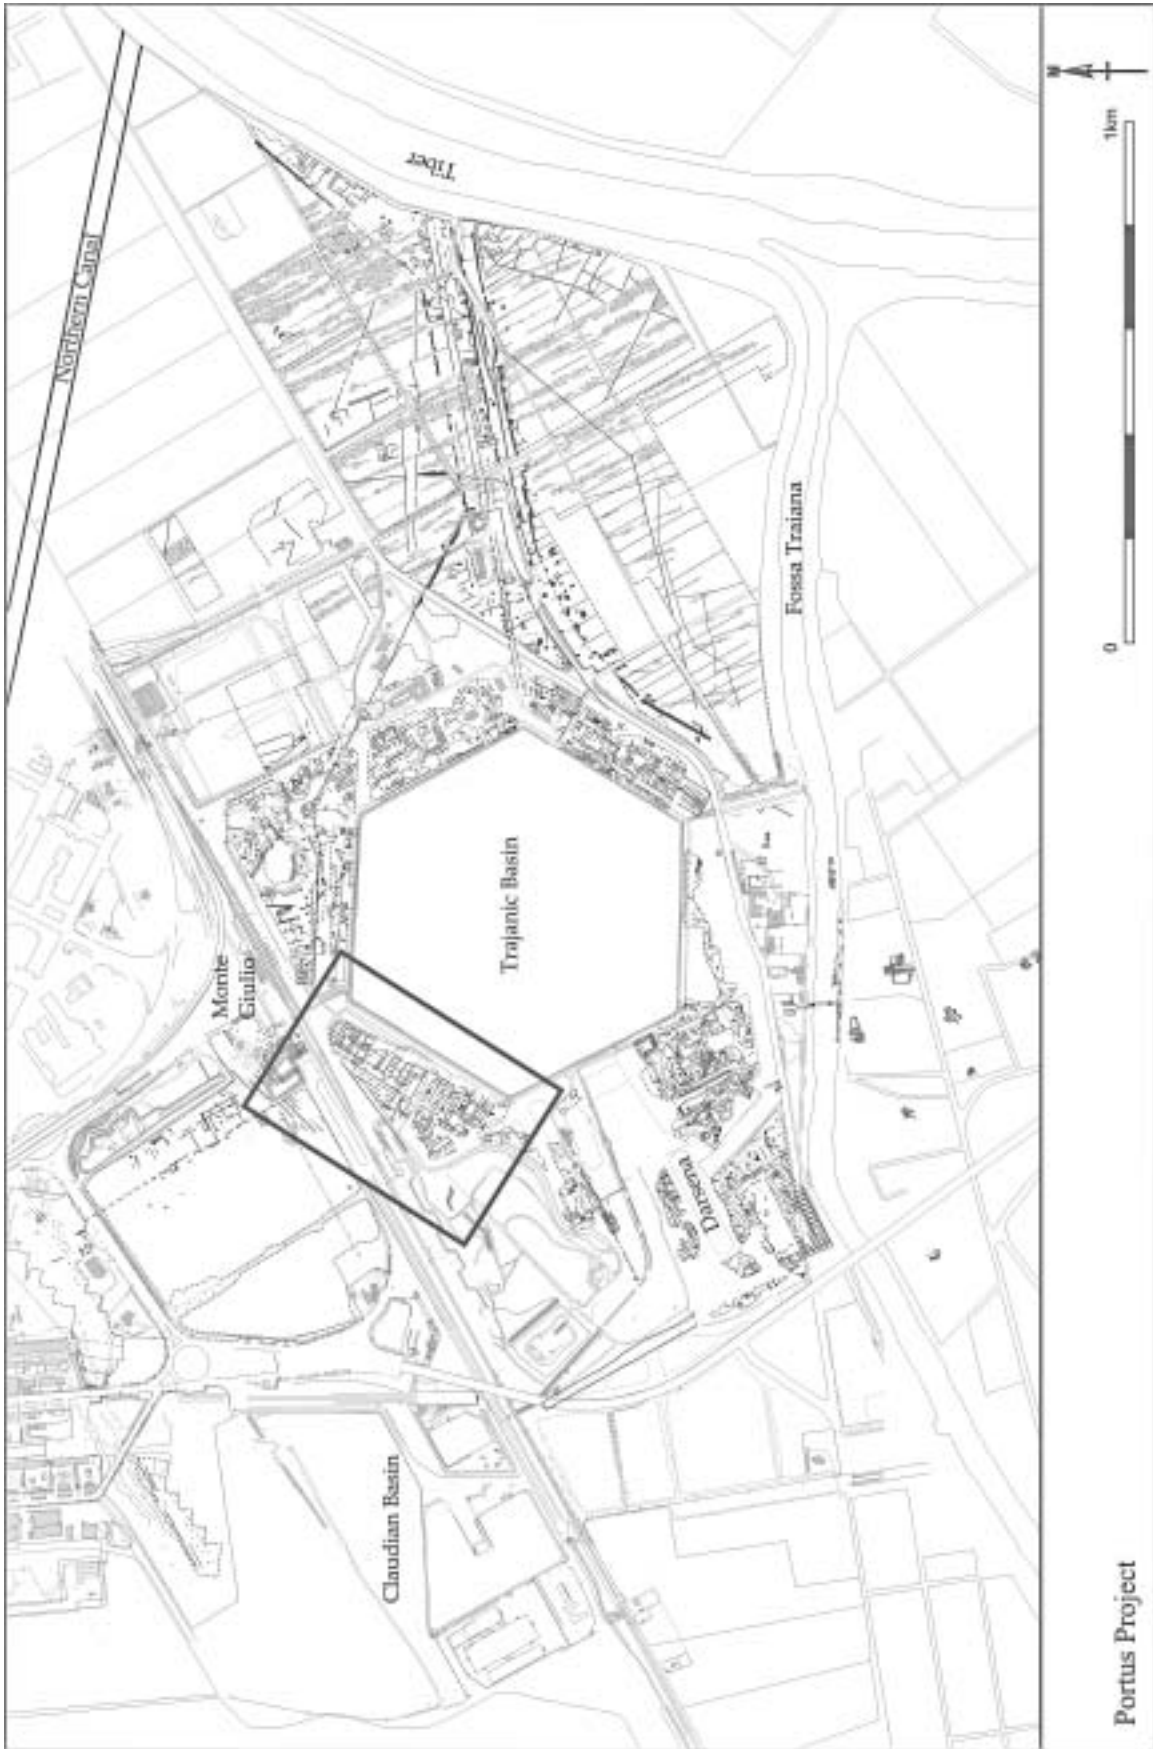 Northern Canal
Tiber
Monte
Giulio
Claudian Basin
Trajanic Basin
Fossa Traiana
Darsena
Portus Project
0
1km
N